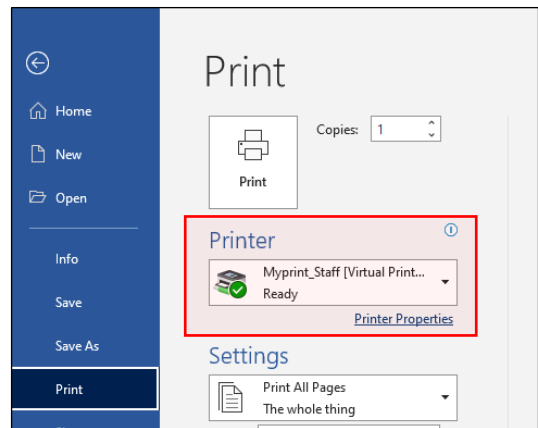 Print
Home
New
Open
Info
Save
Save As
Print
Copies: 1
Print
Printer
Myprint_Staff [Virtual Print...
Ready
Printer Properties
Settings
Print All Pages
The whole thing